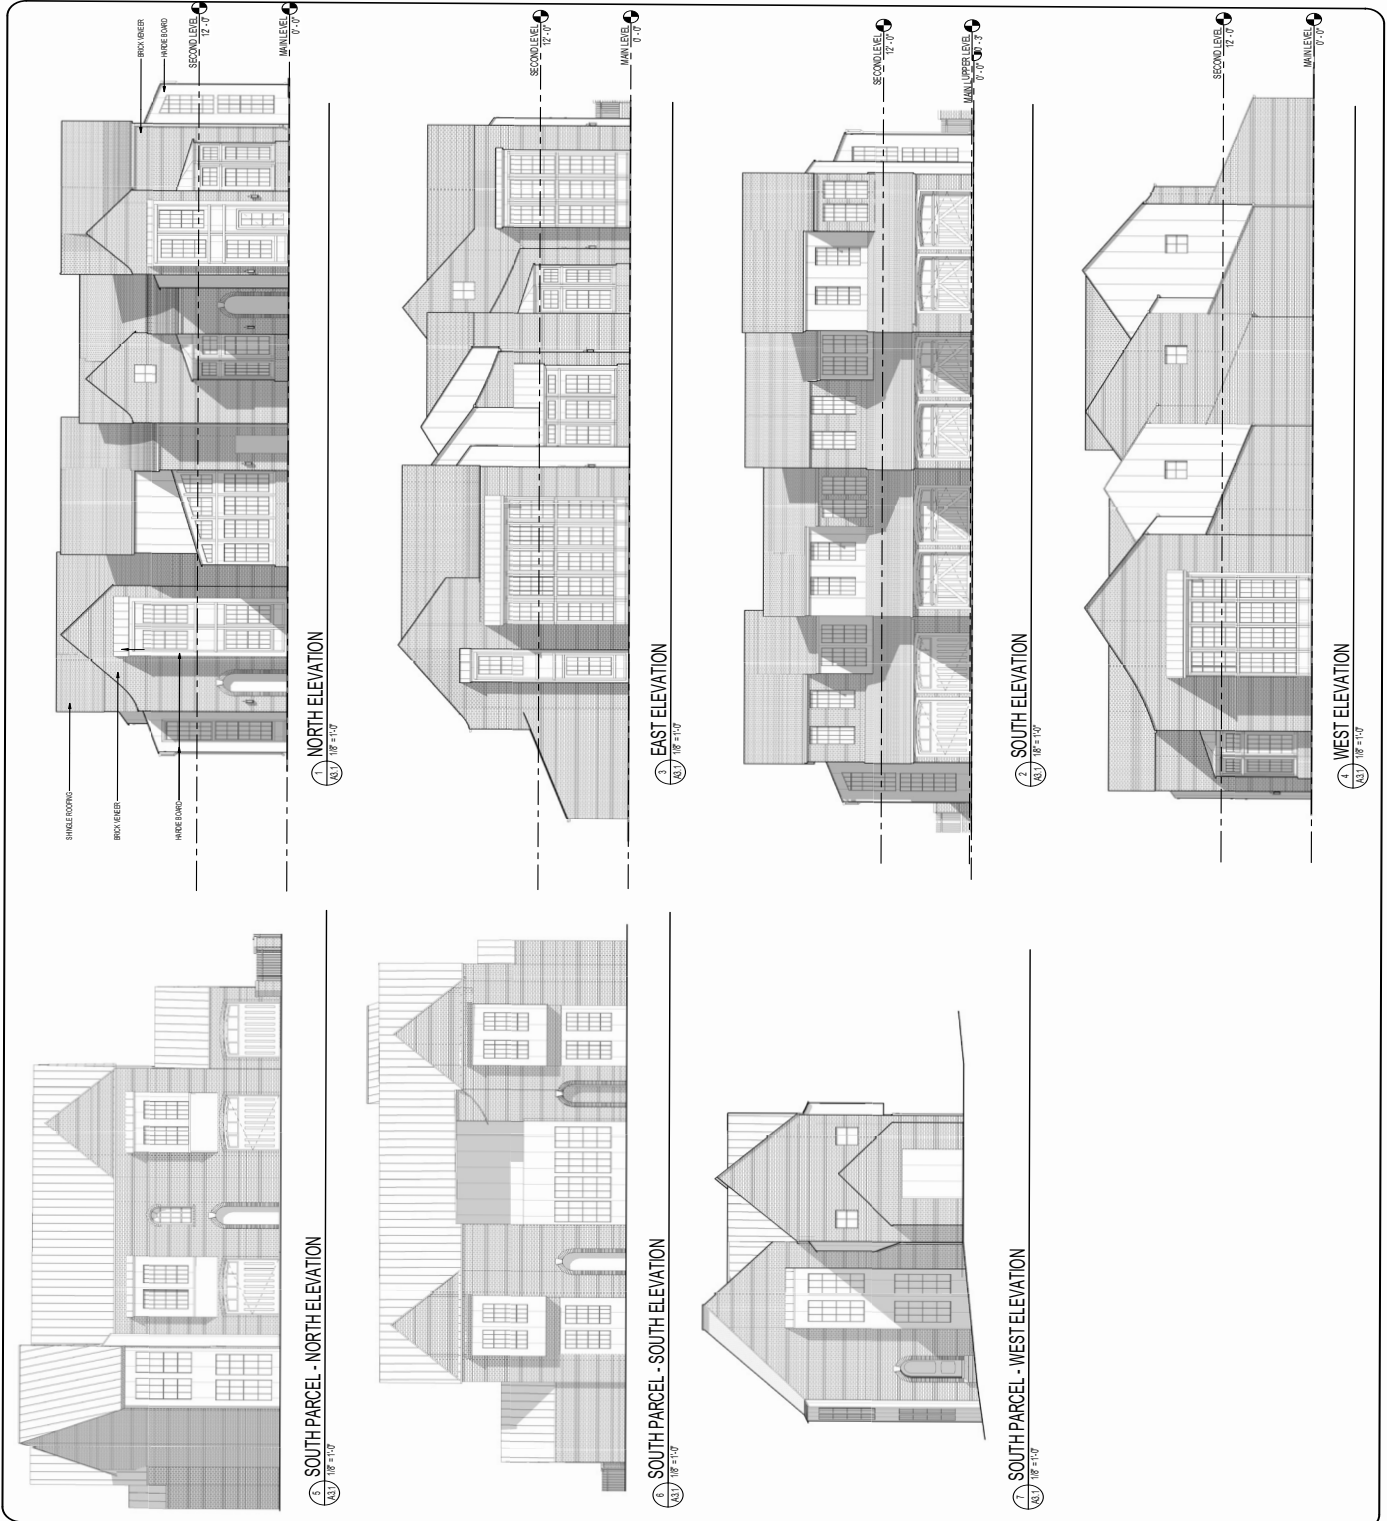 BRICK VENEER
HARDIE BOARD
SECOND LEVEL
12' - 0"
MAIN LEVEL
0' - 0"
SHINGLE ROOFING
BRICK VENEER
HARDIE BOARD
1
A3.1
NORTH ELEVATION
1/8" = 1'-0"
SECOND LEVEL
12' - 0"
MAIN LEVEL
0' - 0"
3
A3.1
EAST ELEVATION
1/8" = 1'-0"
SECOND LEVEL
12' - 0"
MAIN UPPER LEVEL
0' - 0"
2
A3.1
SOUTH ELEVATION
1/8" = 1'-0"
SECOND LEVEL
12' - 0"
MAIN LEVEL
0' - 0"
4
A3.1
WEST ELEVATION
1/8" = 1'-0"
5
A3.1
SOUTH PARCEL - NORTH ELEVATION
1/8" = 1'-0"
6
A3.1
SOUTH PARCEL - SOUTH ELEVATION
1/8" = 1'-0"
7
A3.1
SOUTH PARCEL - WEST ELEVATION
1/8" = 1'-0"